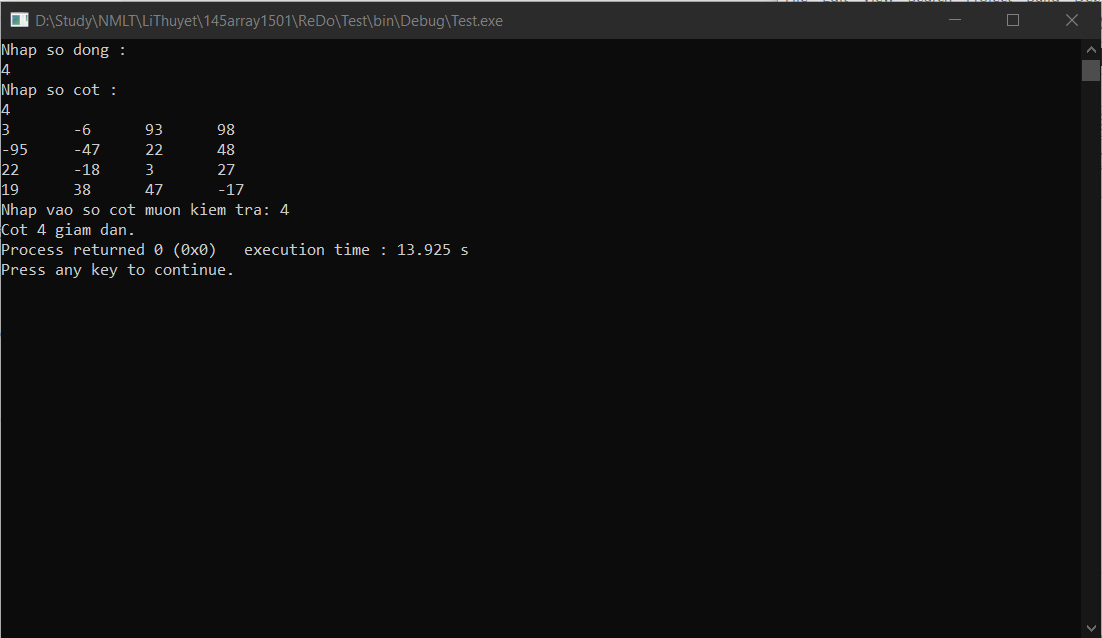 D:\Study\NMLT\LiThuyet\145array1501\ReDo\Test\bin\Debug\Test.exe
Nhap so dong :
4
Nhap so cot :
4
3 -6 93 98
-95 -47 22 48
22 -18 3 27
19 38 47 -17
Nhap vao so cot muon kiem tra: 4
Cot 4 giam dan.
Process returned 0 (0x0) execution time : 13.925 s
Press any key to continue.